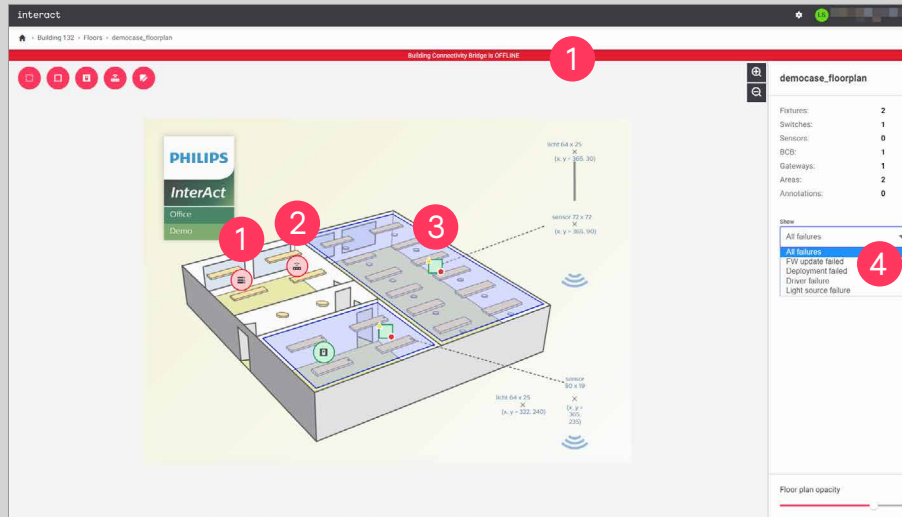 interact
LB
Building 132 › Floors › democase_floorplan
Building Connectivity Bridge is OFFLINE
1
democase_floorplan
Fixtures: 2
Switches: 1
Sensors: 0
BCB: 1
Gateways: 1
Areas: 2
Annotations: 0
Show
All failures
All failures
FW update failed
Deployment failed
Driver failure
Light source failure
4
PHILIPS
InterAct
Office
Demo
1
2
3
licht 64 x 25
(x, y = 365, 30)
sensor 72 x 72
(x, y = 365, 90)
licht 64 x 25
(x, y = 322, 240)
sensor
90 x 19
(x, y =
365,
235)
Floor plan opacity